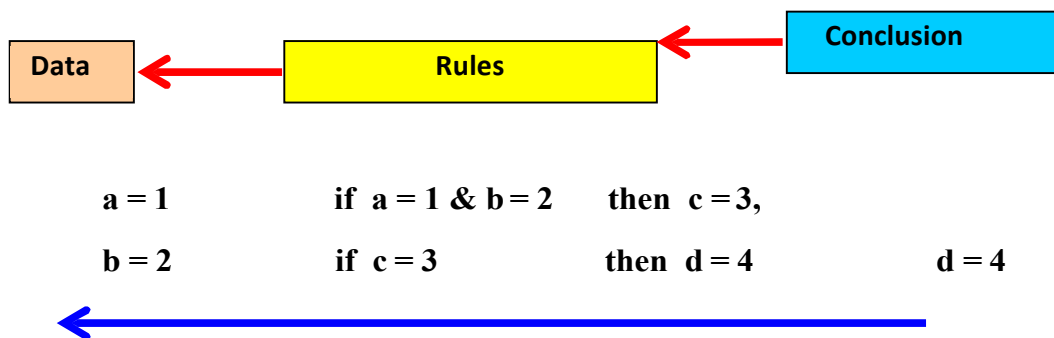 Data Rules Conclusion
a = 1 if a = 1 & b = 2 then c = 3,
b = 2 if c = 3 then d = 4 d = 4